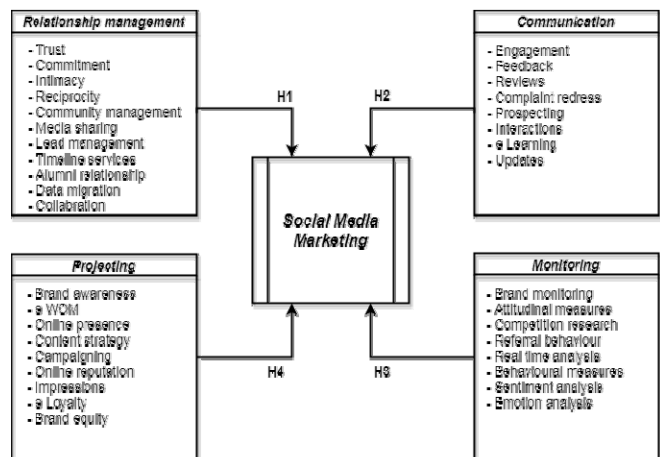 Relationship management
- Trust
- Commitment
- Intimacy
- Reciprocity
- Community management
- Media sharing
- Lead management
- Timeline services
- Alumni relationship
- Data migration
- Collabration
Communication
- Engagement
- Feedback
- Reviews
- Complaint redress
- Prospecting
- Interactions
- e Learning
- Updates
H1
H2
Social Media
Marketing
Projecting
- Brand awareness
- e WOM
- Online presence
- Content strategy
- Campaigning
- Online reputation
- Impressions
- e Loyalty
- Brand equity
Monitoring
- Brand monitoring
- Attitudinal measures
- Competition research
- Referral behaviour
- Real time analysis
- Behavioural measures
- Sentiment analysis
- Emotion analysis
H4
H3